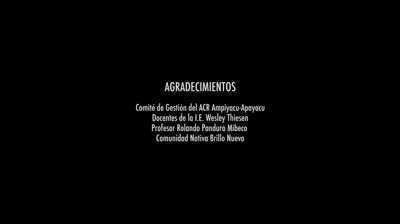 AGRADECIMIENTOS
Comité de Gestión del ACR Ampiyacu-Apayacu
Docentes de la I.E. Wesley Thiesen
Profesor Rolando Panduro Mibeco
Comunidad Nativa Brillo Nuevo